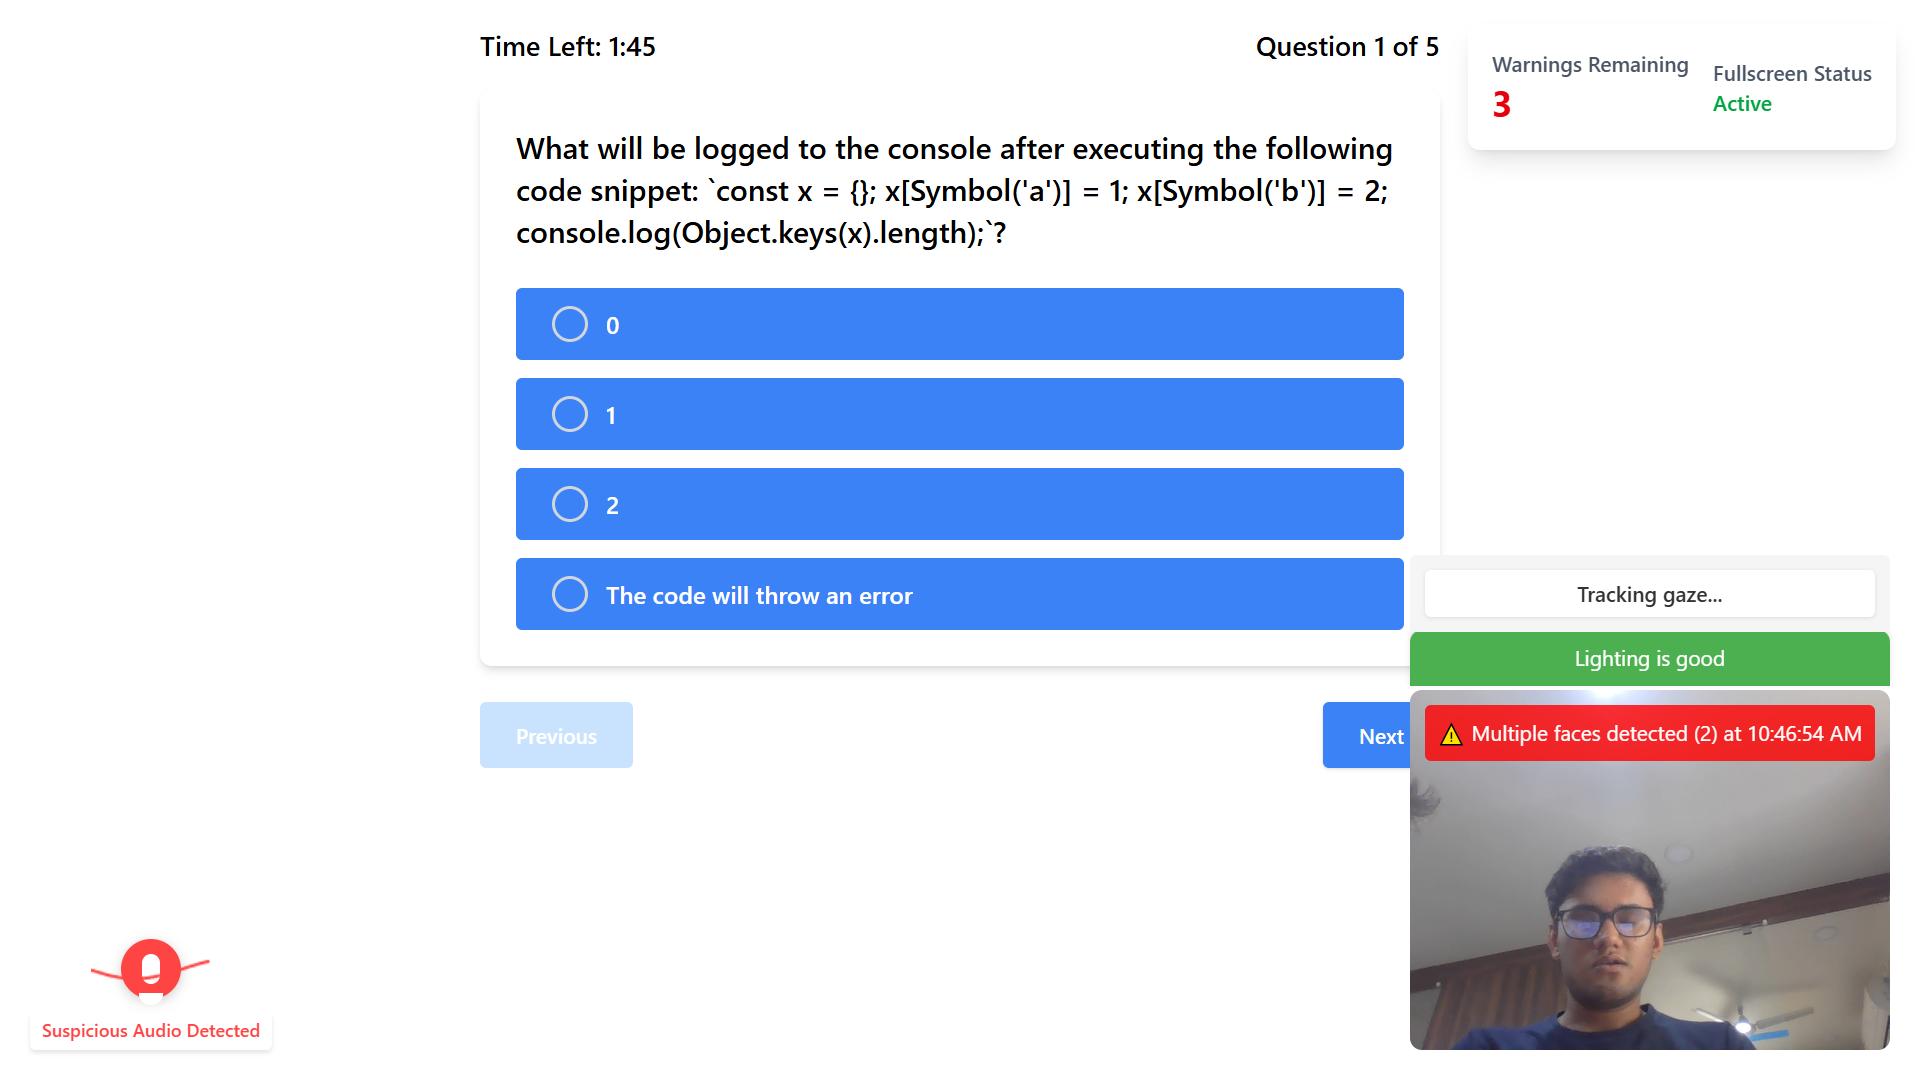 Time Left: 1:45
Question 1 of 5
Warnings Remaining
3
Fullscreen Status
Active
What will be logged to the console after executing the following
code snippet: `const x = {}; x[Symbol('a')] = 1; x[Symbol('b')] = 2;
console.log(Object.keys(x).length);`?
0
1
2
The code will throw an error
Previous
Next
Tracking gaze...
Lighting is good
⚠ Multiple faces detected (2) at 10:46:54 AM
Suspicious Audio Detected